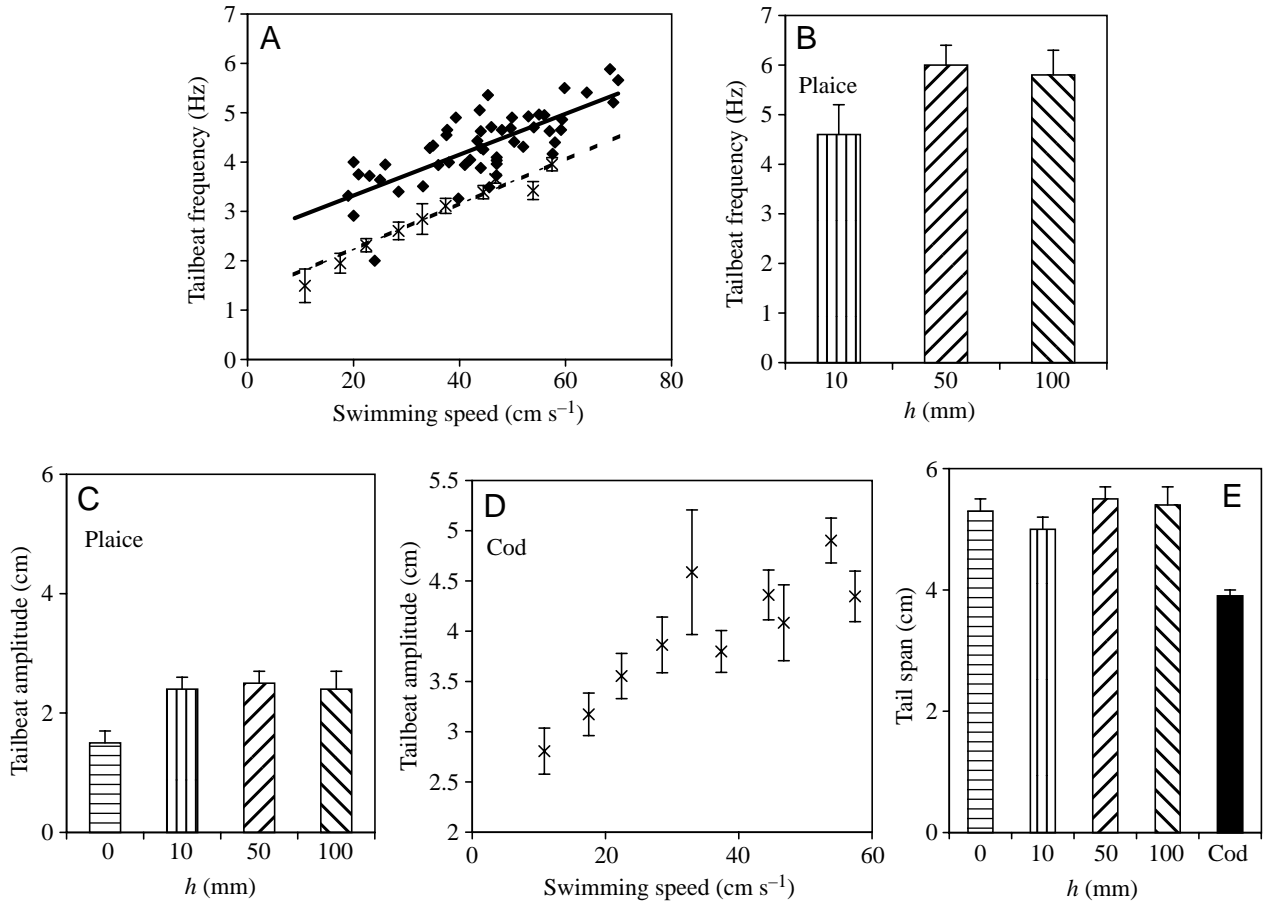 A
Tailbeat frequency (Hz)
7
6
5
4
3
2
1
0
0 20 40 60 80
Swimming speed (cm s–1)
B
Plaice
Tailbeat frequency (Hz)
7
6
5
4
3
2
1
0
10 50 100
h (mm)
C
Plaice
Tailbeat amplitude (cm)
6
4
2
0
0 10 50 100
h (mm)
D
Cod
Tailbeat amplitude (cm)
5.5
5
4.5
4
3.5
3
2.5
2
0 20 40 60
Swimming speed (cm s–1)
E
Tail span (cm)
6
4
2
0
0 10 50 100 Cod
h (mm)